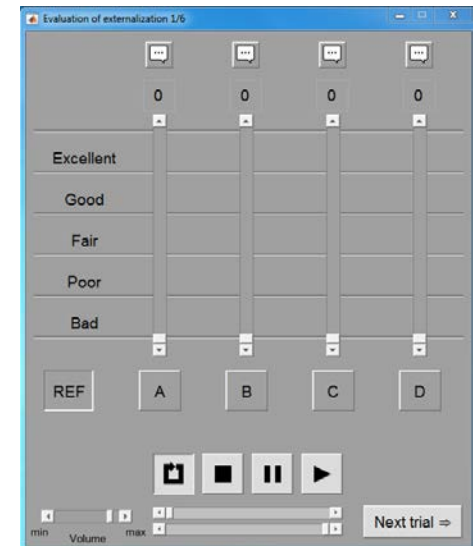 Evaluation of externalization 1/6
0 0 0 0
Excellent
Good
Fair
Poor
Bad
REF A B C D
min Volume max
Next trial ⇒